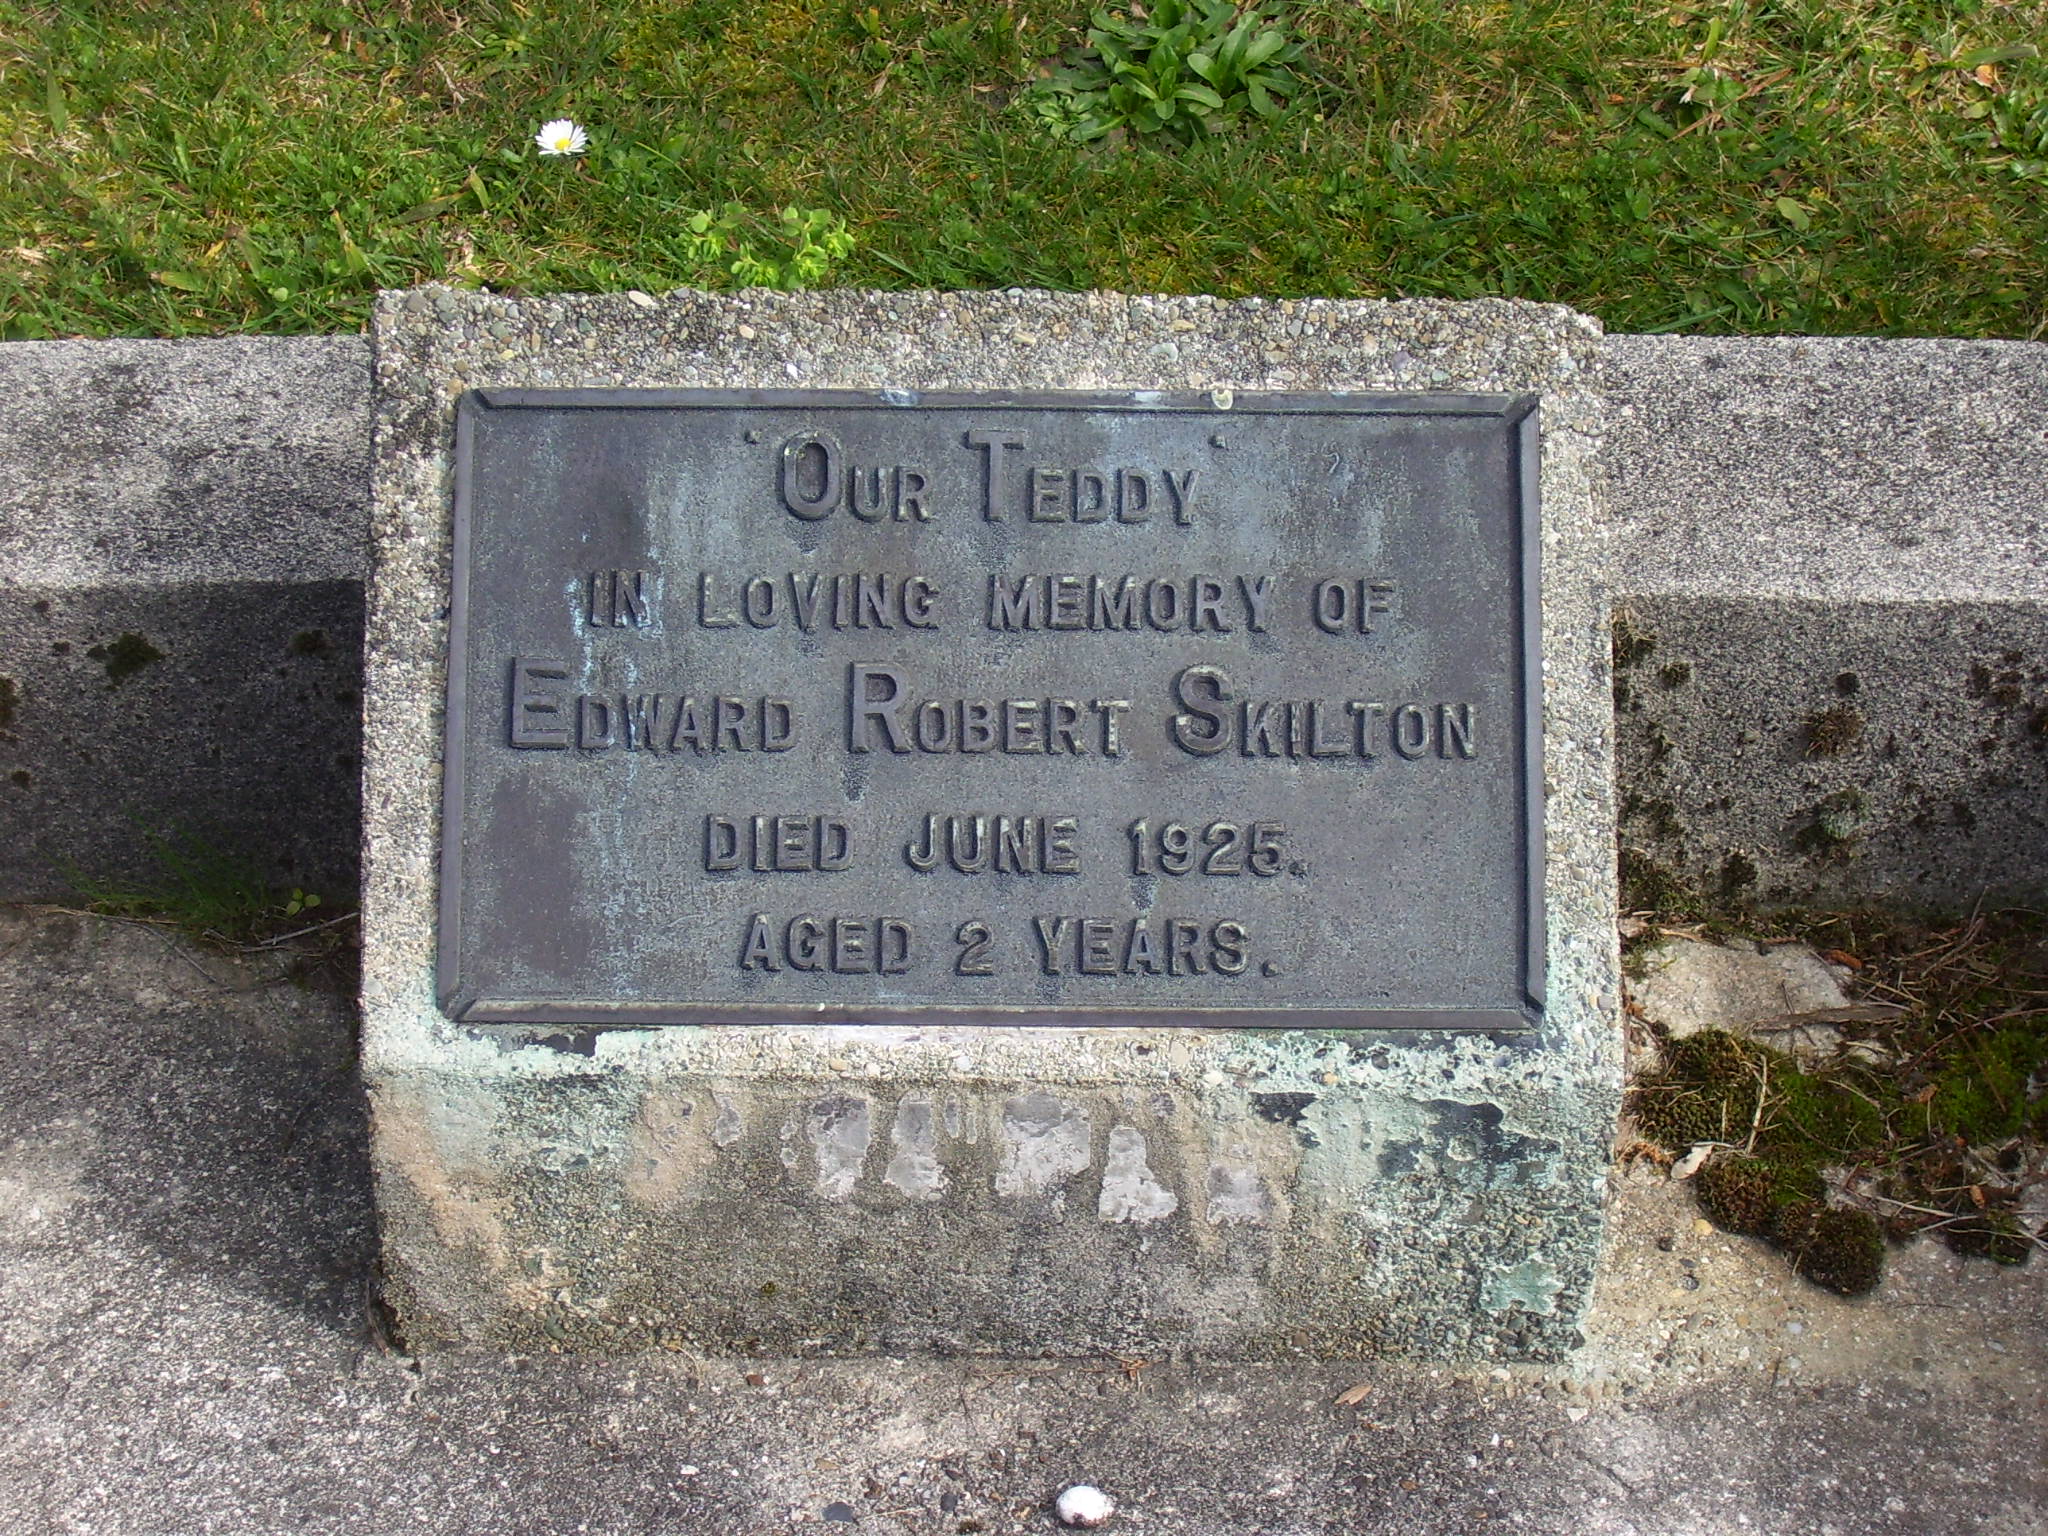 "OUR TEDDY"
IN LOVING MEMORY OF
EDWARD ROBERT SKILTON
DIED JUNE 1925.
AGED 2 YEARS.